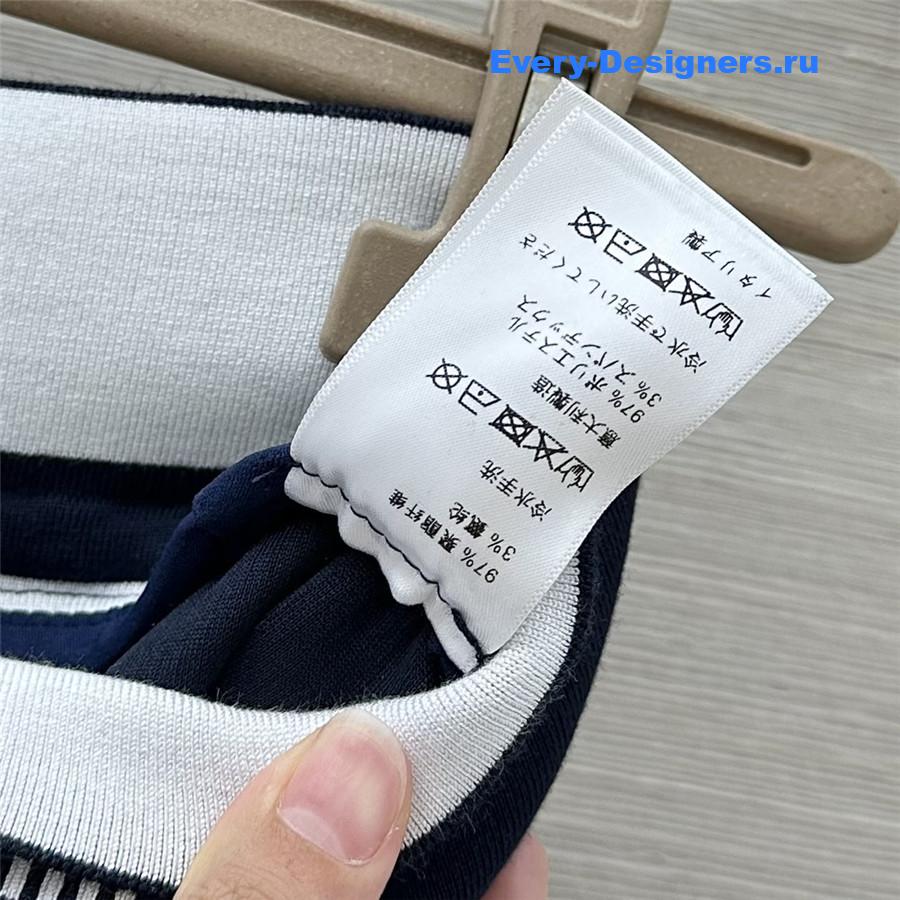 Every-Designers.ru
97% 聚酯纤维
3% 氨纶
冷水手洗
意大利製造
97% ポリエステル
3% スパンデックス
冷水で手洗いしてくださ
イタリア製